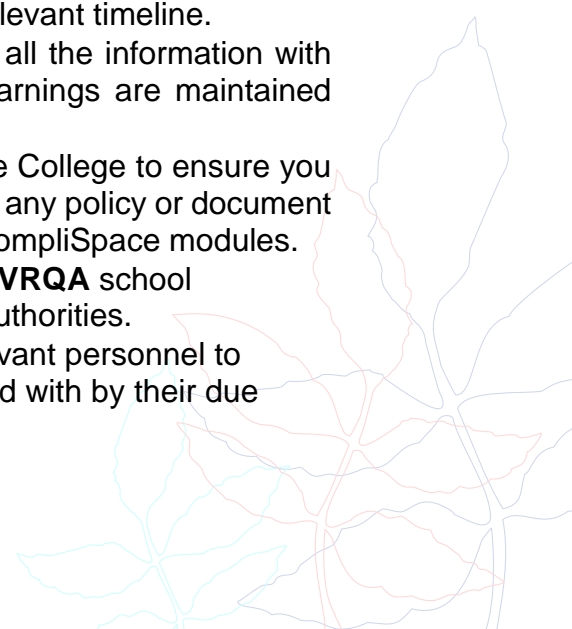 levant timeline.
all the information with
arnings are maintained
e College to ensure you
any policy or document
ompliSpace modules.
VRQA school
uthorities.
vant personnel to
d with by their due